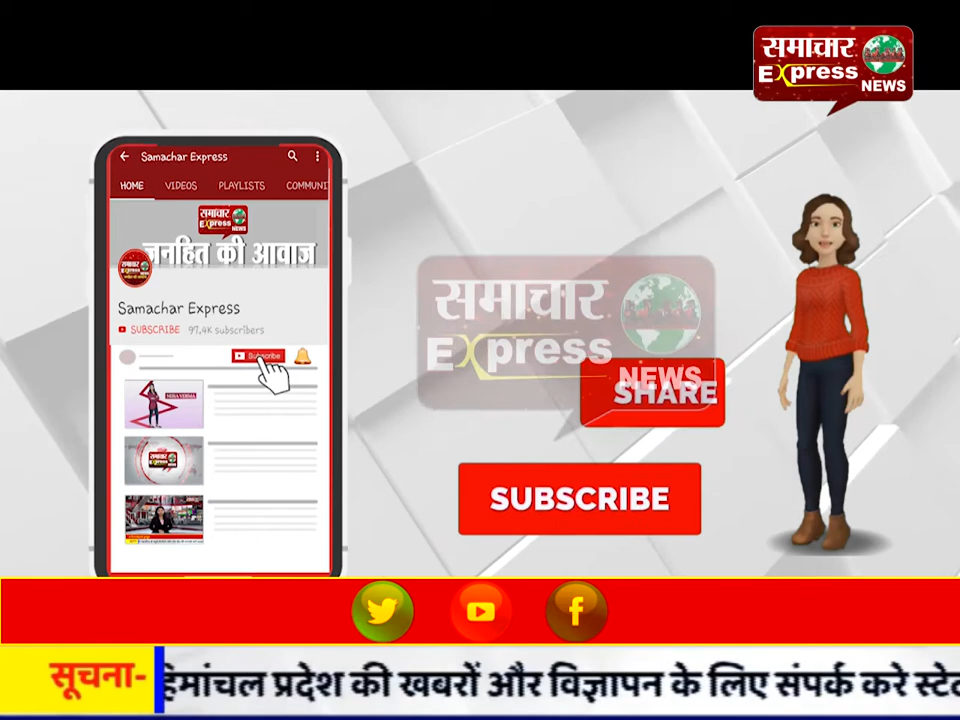 समाचार
Express
NEWS
Samachar Express
HOME VIDEOS PLAYLISTS COMMUNI
समाचार
Express
NEWS
जनहित की आवाज
Samachar Express
SUBSCRIBE 97.4K subscribers
Subscribe
समाचार
Express
NEWS
SHARE
SUBSCRIBE
सूचना- हिमांचल प्रदेश की खबरों और विज्ञापन के लिए संपर्क करे स्टे